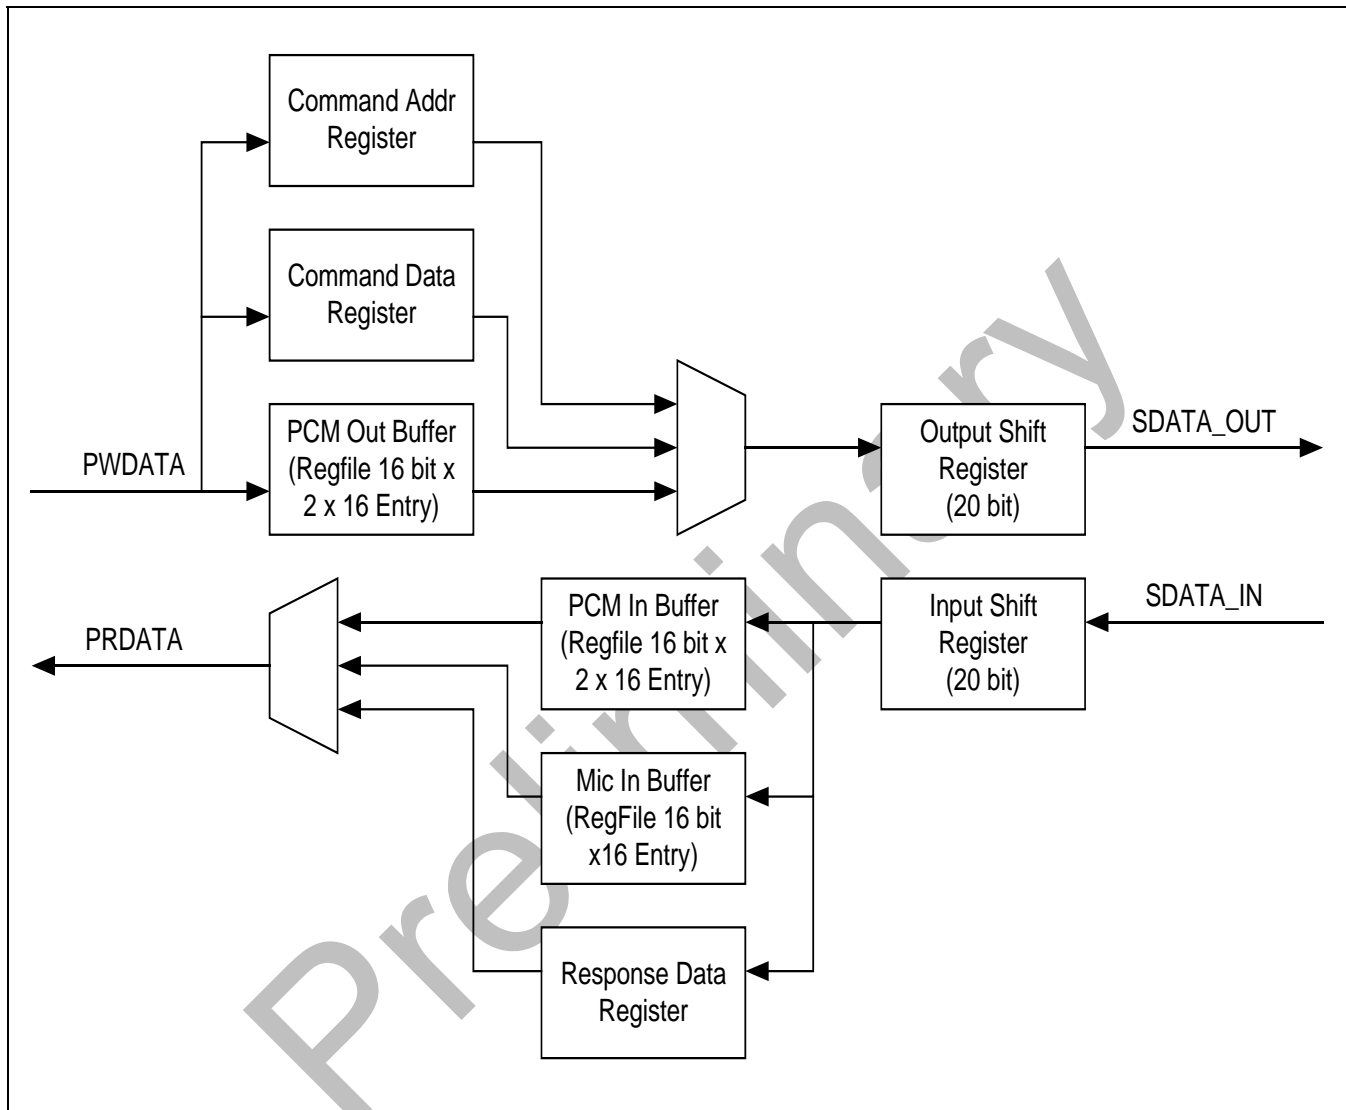 Command Addr
Register
Command Data
Register
PCM Out Buffer
(Regfile 16 bit x
2 x 16 Entry)
PWDATA
Output Shift
Register
(20 bit)
SDATA_OUT
PRDATA
PCM In Buffer
(Regfile 16 bit x
2 x 16 Entry)
Input Shift
Register
(20 bit)
SDATA_IN
Mic In Buffer
(RegFile 16 bit
x16 Entry)
Response Data
Register
Preliminary